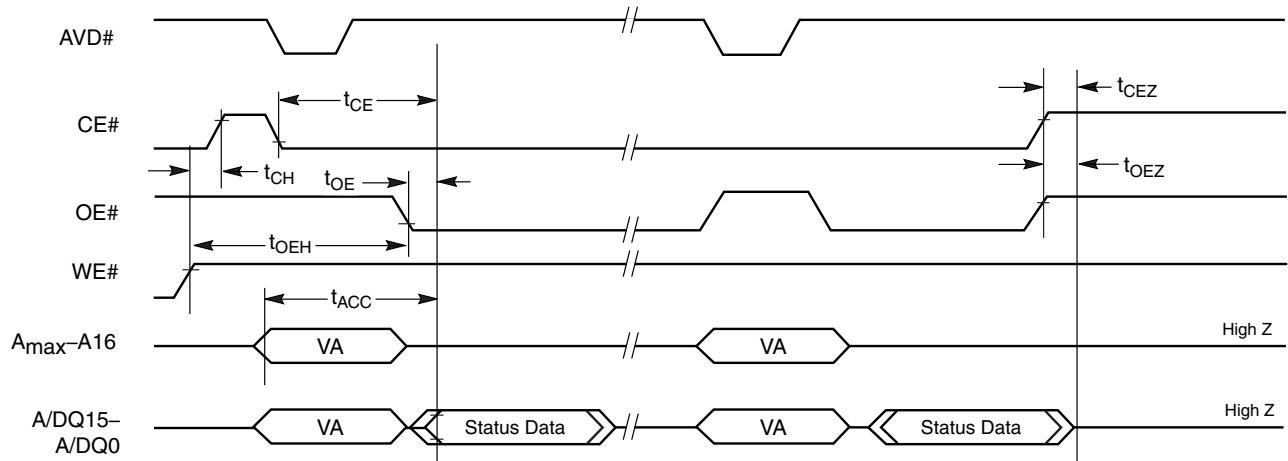 AVD#
tCE
tCEZ
CE#
tCH
tOE
tOEZ
OE#
tOEH
WE#
tACC
Amax–A16
VA
VA
High Z
A/DQ15–
A/DQ0
VA
Status Data
VA
Status Data
High Z